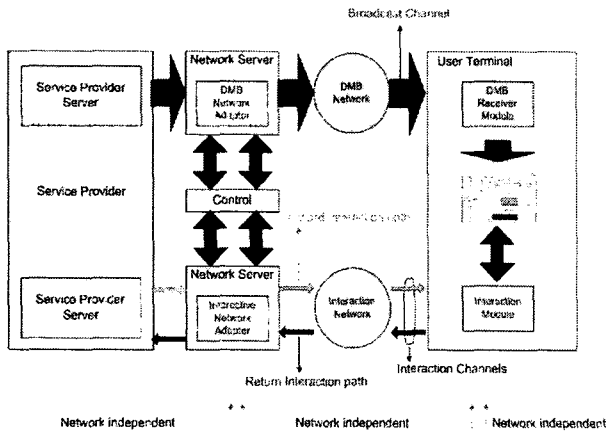 Broadcast Channel
Network Server
User Terminal
Service Provider
Server
DMB
Network
Adaptor
DMB
Network
DMB
Receiver
Module
Service Provider
Control
Network Server
Service Provider
Server
Interactive
Network
Adaptor
Interaction
Network
Interaction
Module
Return Interaction path
Interaction Channels
Network independent
Network independent
Network independent